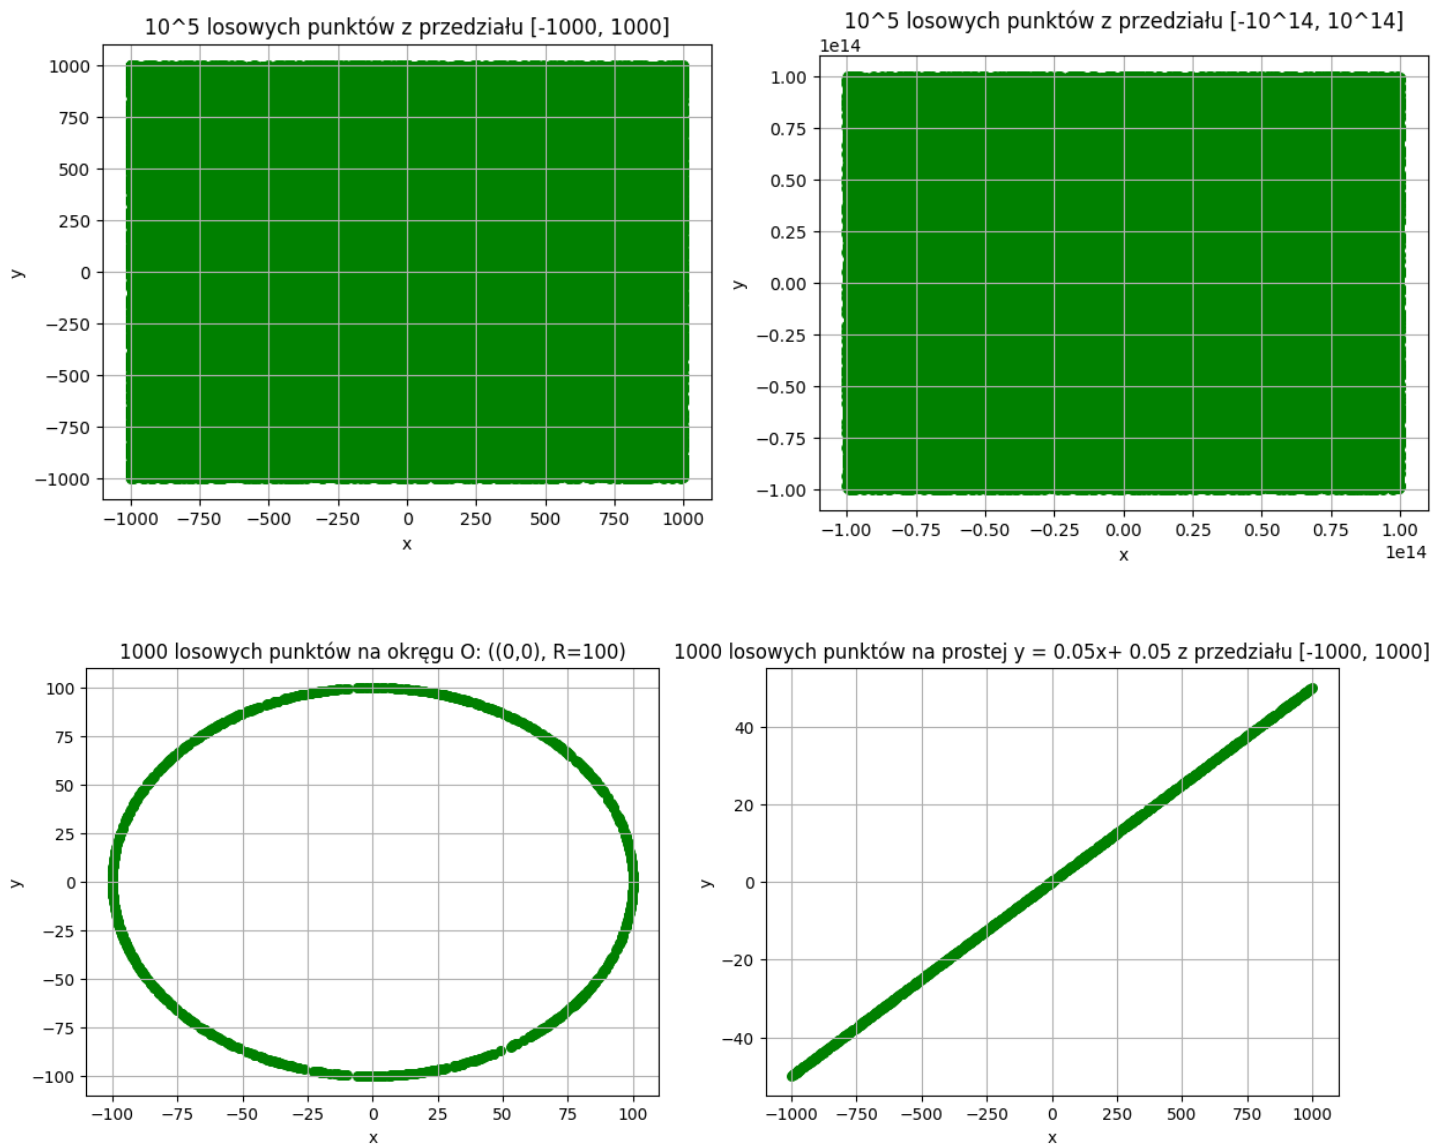 10^5 losowych punktów z przedziału [-1000, 1000]
1000
750
500
250
0
−250
−500
−750
−1000
y
−1000 −750 −500 −250 0 250 500 750 1000
x
10^5 losowych punktów z przedziału [-10^14, 10^14]
1e14
1.00
0.75
0.50
0.25
0.00
−0.25
−0.50
−0.75
−1.00
y
−1.00 −0.75 −0.50 −0.25 0.00 0.25 0.50 0.75 1.00
1e14
x
1000 losowych punktów na okręgu O: ((0,0), R=100)
100
75
50
25
0
−25
−50
−75
−100
y
−100 −75 −50 −25 0 25 50 75 100
x
1000 losowych punktów na prostej y = 0.05x+ 0.05 z przedziału [-1000, 1000]
40
20
0
−20
−40
y
−1000 −750 −500 −250 0 250 500 750 1000
x